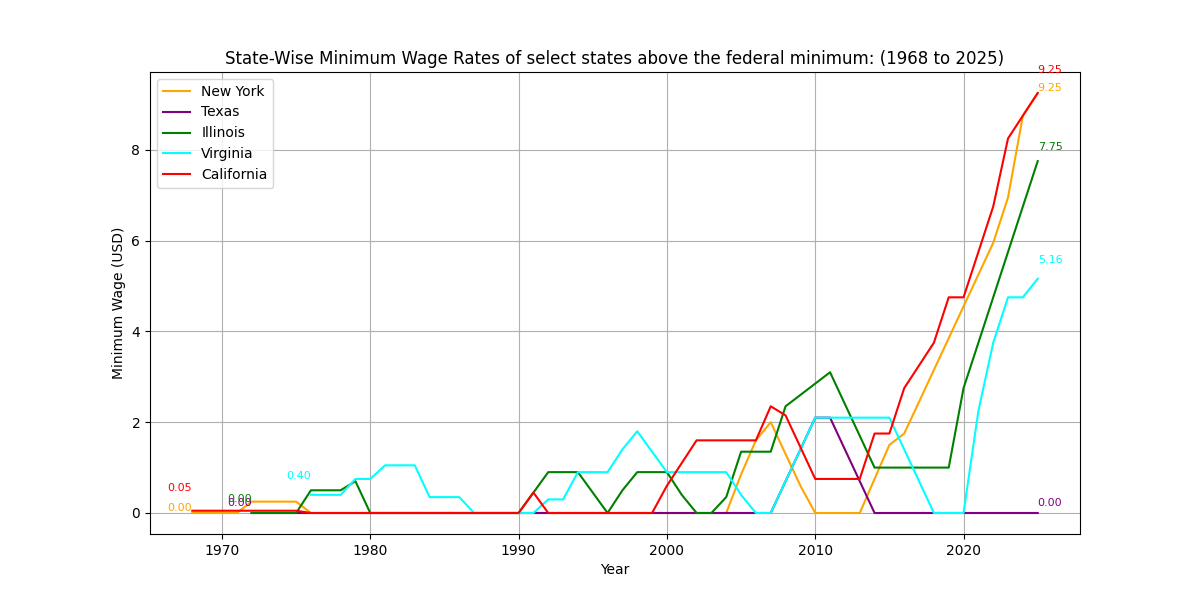 State-Wise Minimum Wage Rates of select states above the federal minimum: (1968 to 2025)
9.25
9.25
New York
Texas
Illinois
Virginia
California
7.75
5.16
0.40
0.05
0.00
0.00
0.00
0.00
8
6
4
2
0
Minimum Wage (USD)
1970 1980 1990 2000 2010 2020
Year